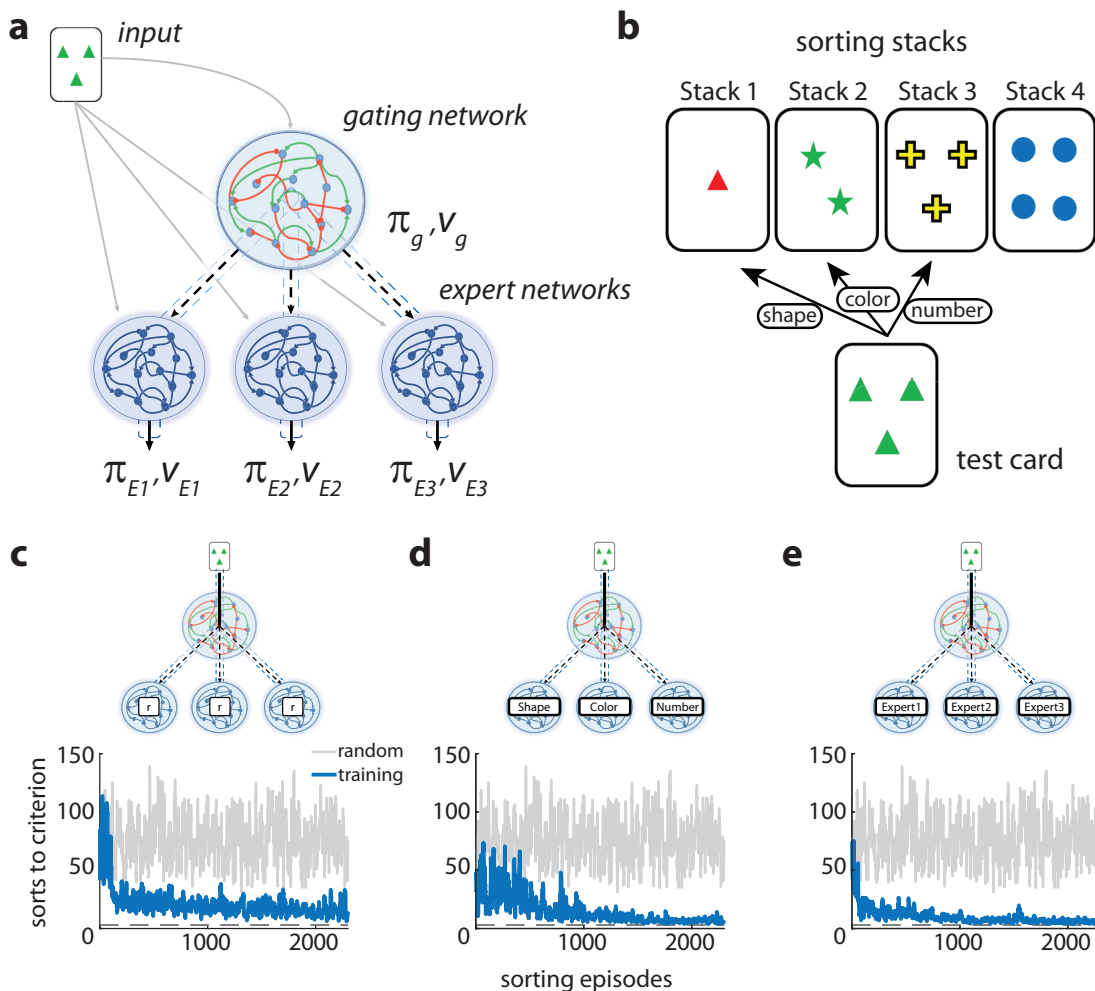 a
input
gating network
π_g, v_g
expert networks
π_E1, v_E1
π_E2, v_E2
π_E3, v_E3
b
sorting stacks
Stack 1
Stack 2
Stack 3
Stack 4
shape
color
number
test card
c
r
r
r
d
Shape
Color
Number
e
Expert1
Expert2
Expert3
sorts to criterion
150
100
50
0
1000
2000
random
training
150
100
50
0
1000
2000
150
100
50
0
1000
2000
sorting episodes